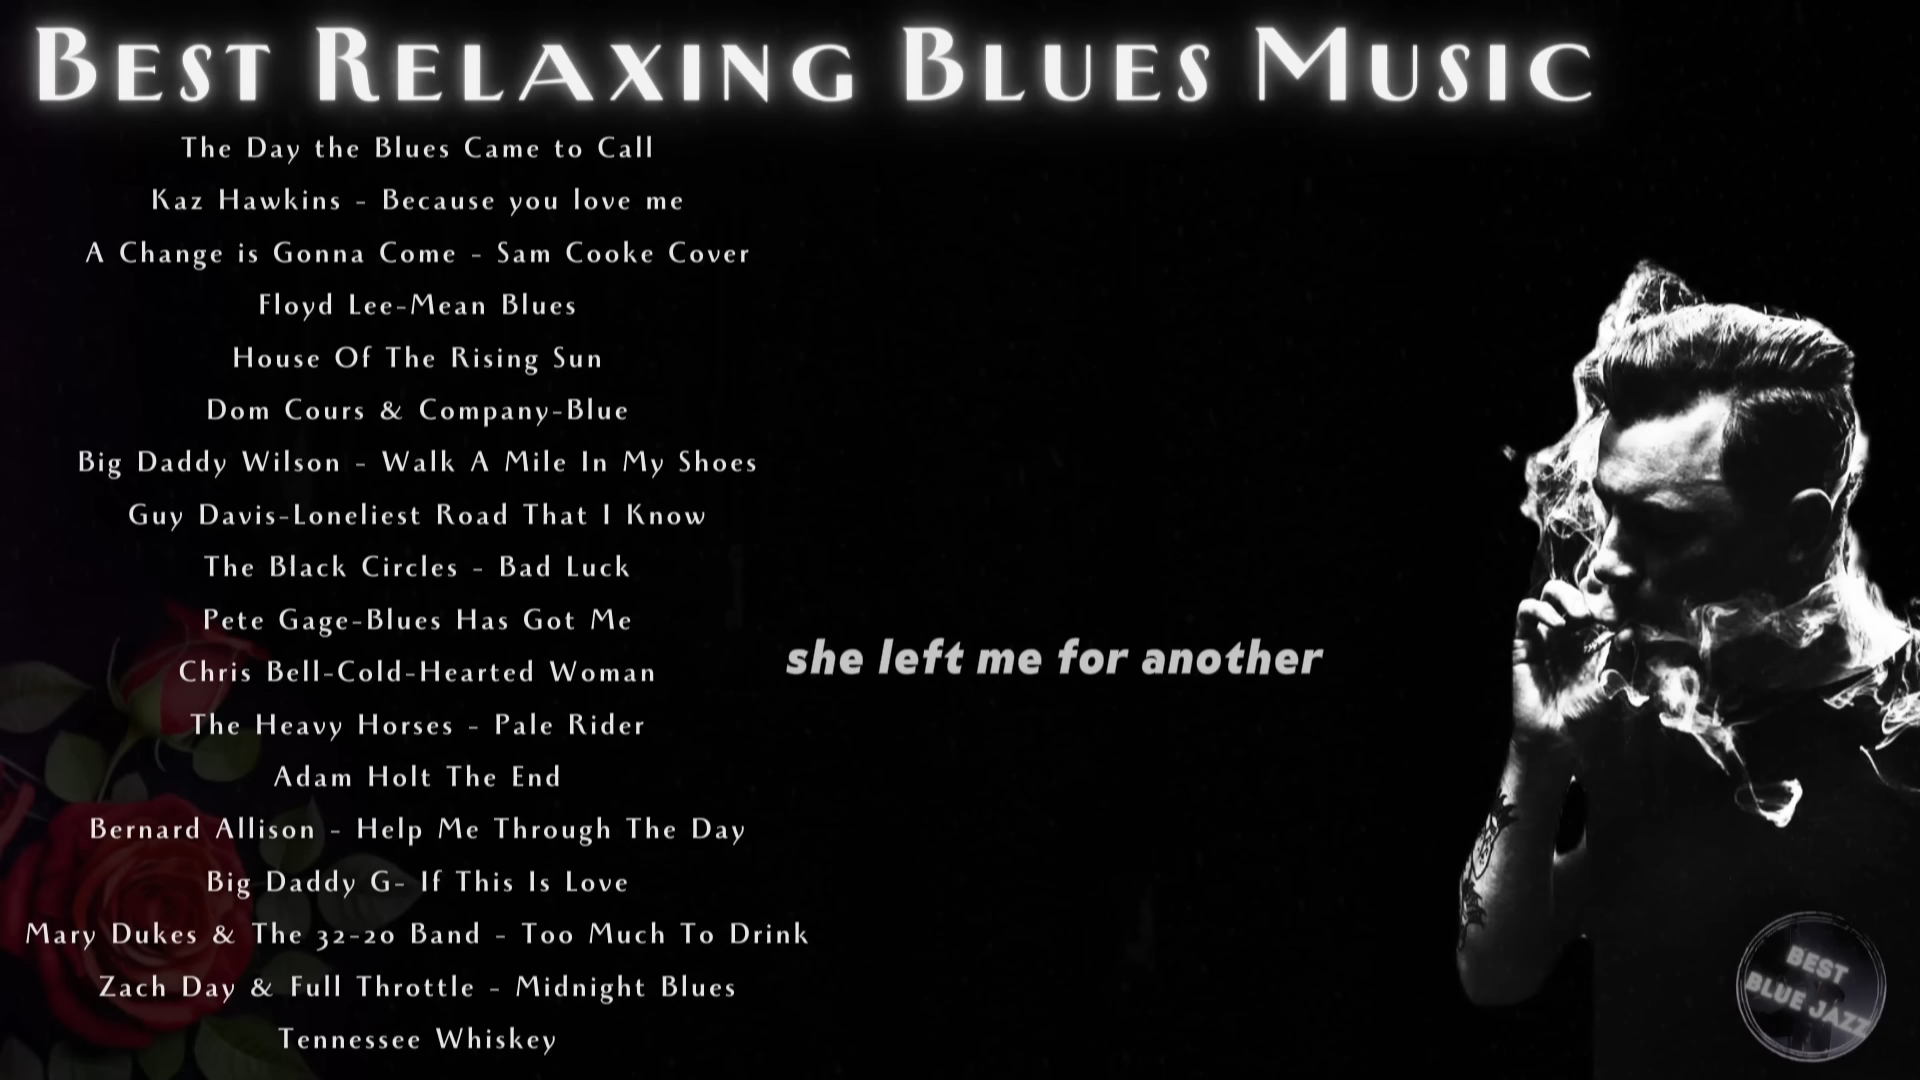 Best Relaxing Blues Music
The Day the Blues Came to Call
Kaz Hawkins - Because you love me
A Change is Gonna Come - Sam Cooke Cover
Floyd Lee-Mean Blues
House Of The Rising Sun
Dom Cours & Company-Blue
Big Daddy Wilson - Walk A Mile In My Shoes
Guy Davis-Loneliest Road That I Know
The Black Circles - Bad Luck
Pete Gage-Blues Has Got Me
Chris Bell-Cold-Hearted Woman
The Heavy Horses - Pale Rider
Adam Holt The End
Bernard Allison - Help Me Through The Day
Big Daddy G- If This Is Love
Mary Dukes & The 32-20 Band - Too Much To Drink
Zach Day & Full Throttle - Midnight Blues
Tennessee Whiskey
she left me for another
BEST
BLUE JAZZ